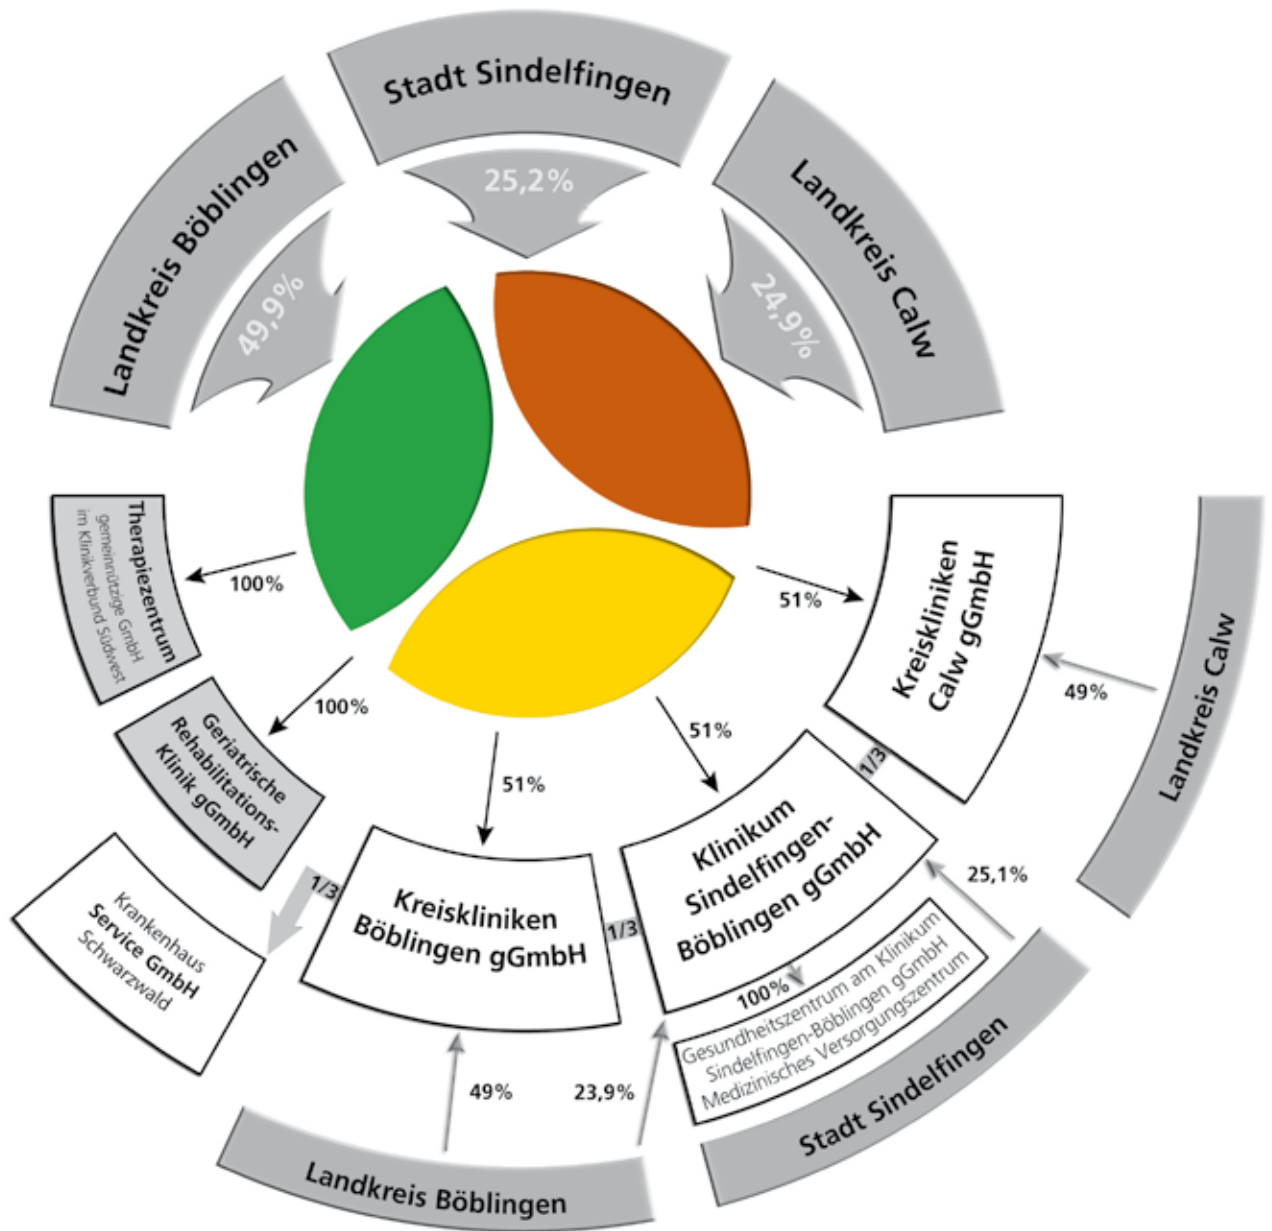 Stadt Sindelfingen
25,2%
Landkreis Böblingen
49,9%
Landkreis Calw
24,9%
Therapiezentrum
gemeinnützige GmbH
im Klinikverbund Südwest
100%
Geriatrische
Rehabilitations-
Klinik gGmbH
100%
Krankenhaus
Service GmbH
Schwarzwald
1/3
Kreiskliniken
Böblingen gGmbH
51%
1/3
Klinikum
Sindelfingen-
Böblingen gGmbH
51%
1/3
Kreiskliniken
Calw gGmbH
51%
49%
Landkreis Calw
25,1%
100%
Gesundheitszentrum am Klinikum
Sindelfingen-Böblingen gGmbH
Medizinisches Versorgungszentrum
Stadt Sindelfingen
49%
23,9%
Landkreis Böblingen